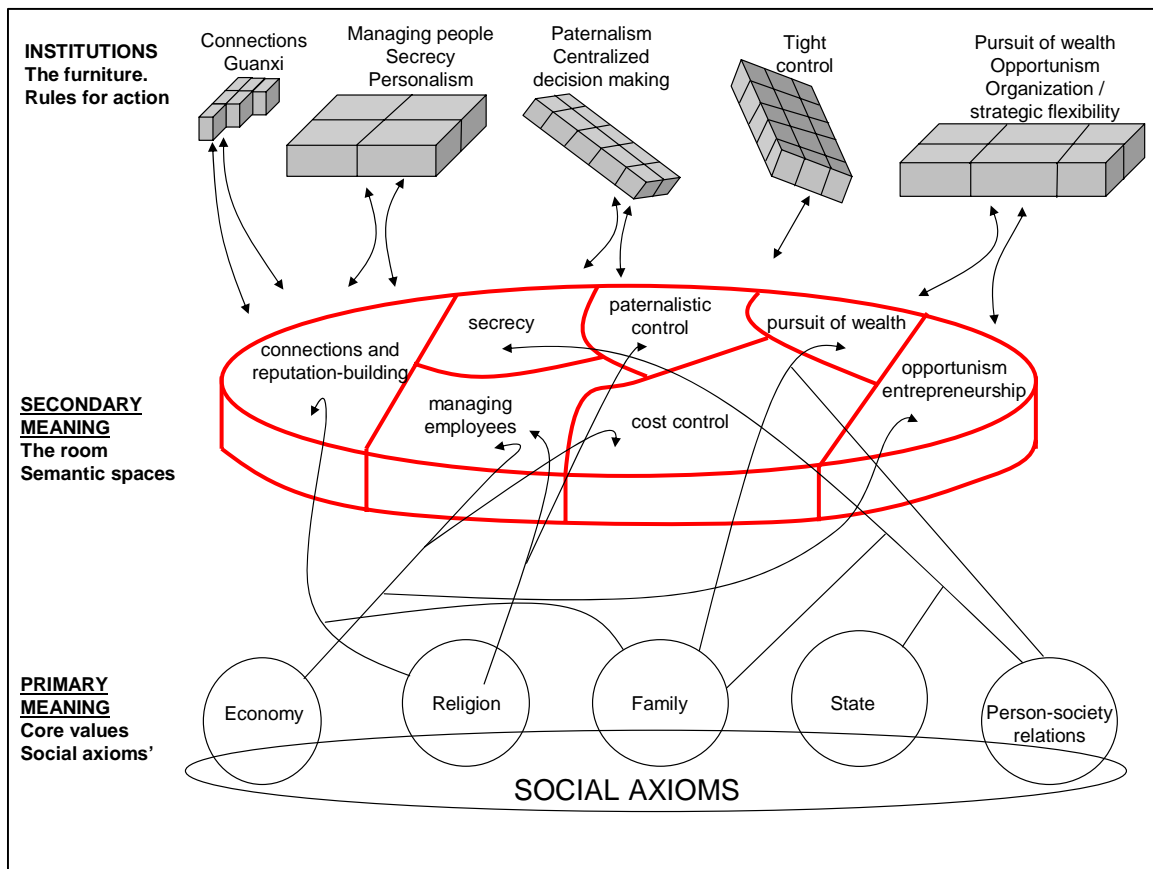 INSTITUTIONS
The furniture.
Rules for action
Connections
Guanxi
Managing people
Secrecy
Personalism
Paternalism
Centralized
decision making
Tight
control
Pursuit of wealth
Opportunism
Organization /
strategic flexibility
SECONDARY
MEANING
The room
Semantic spaces
connections and
reputation-building
secrecy
paternalistic
control
pursuit of wealth
opportunism
entrepreneurship
managing
employees
cost control
PRIMARY
MEANING
Core values
Social axioms’
Economy
Religion
Family
State
Person-society
relations
SOCIAL AXIOMS